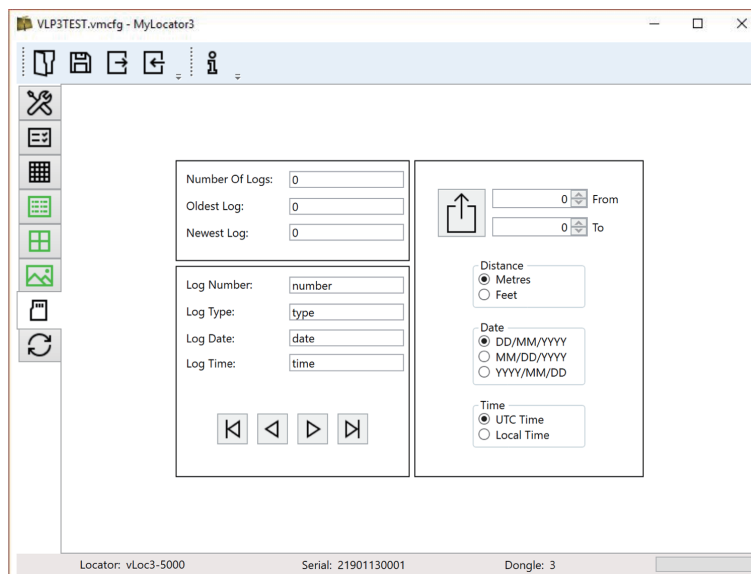 VLP3TEST.vmcfg - MyLocator3
Number Of Logs: 0
Oldest Log: 0
Newest Log: 0
Log Number: number
Log Type: type
Log Date: date
Log Time: time
0 From
0 To
Distance
Metres
Feet
Date
DD/MM/YYYY
MM/DD/YYYY
YYYY/MM/DD
Time
UTC Time
Local Time
Locator: vLoc3-5000 Serial: 21901130001 Dongle: 3